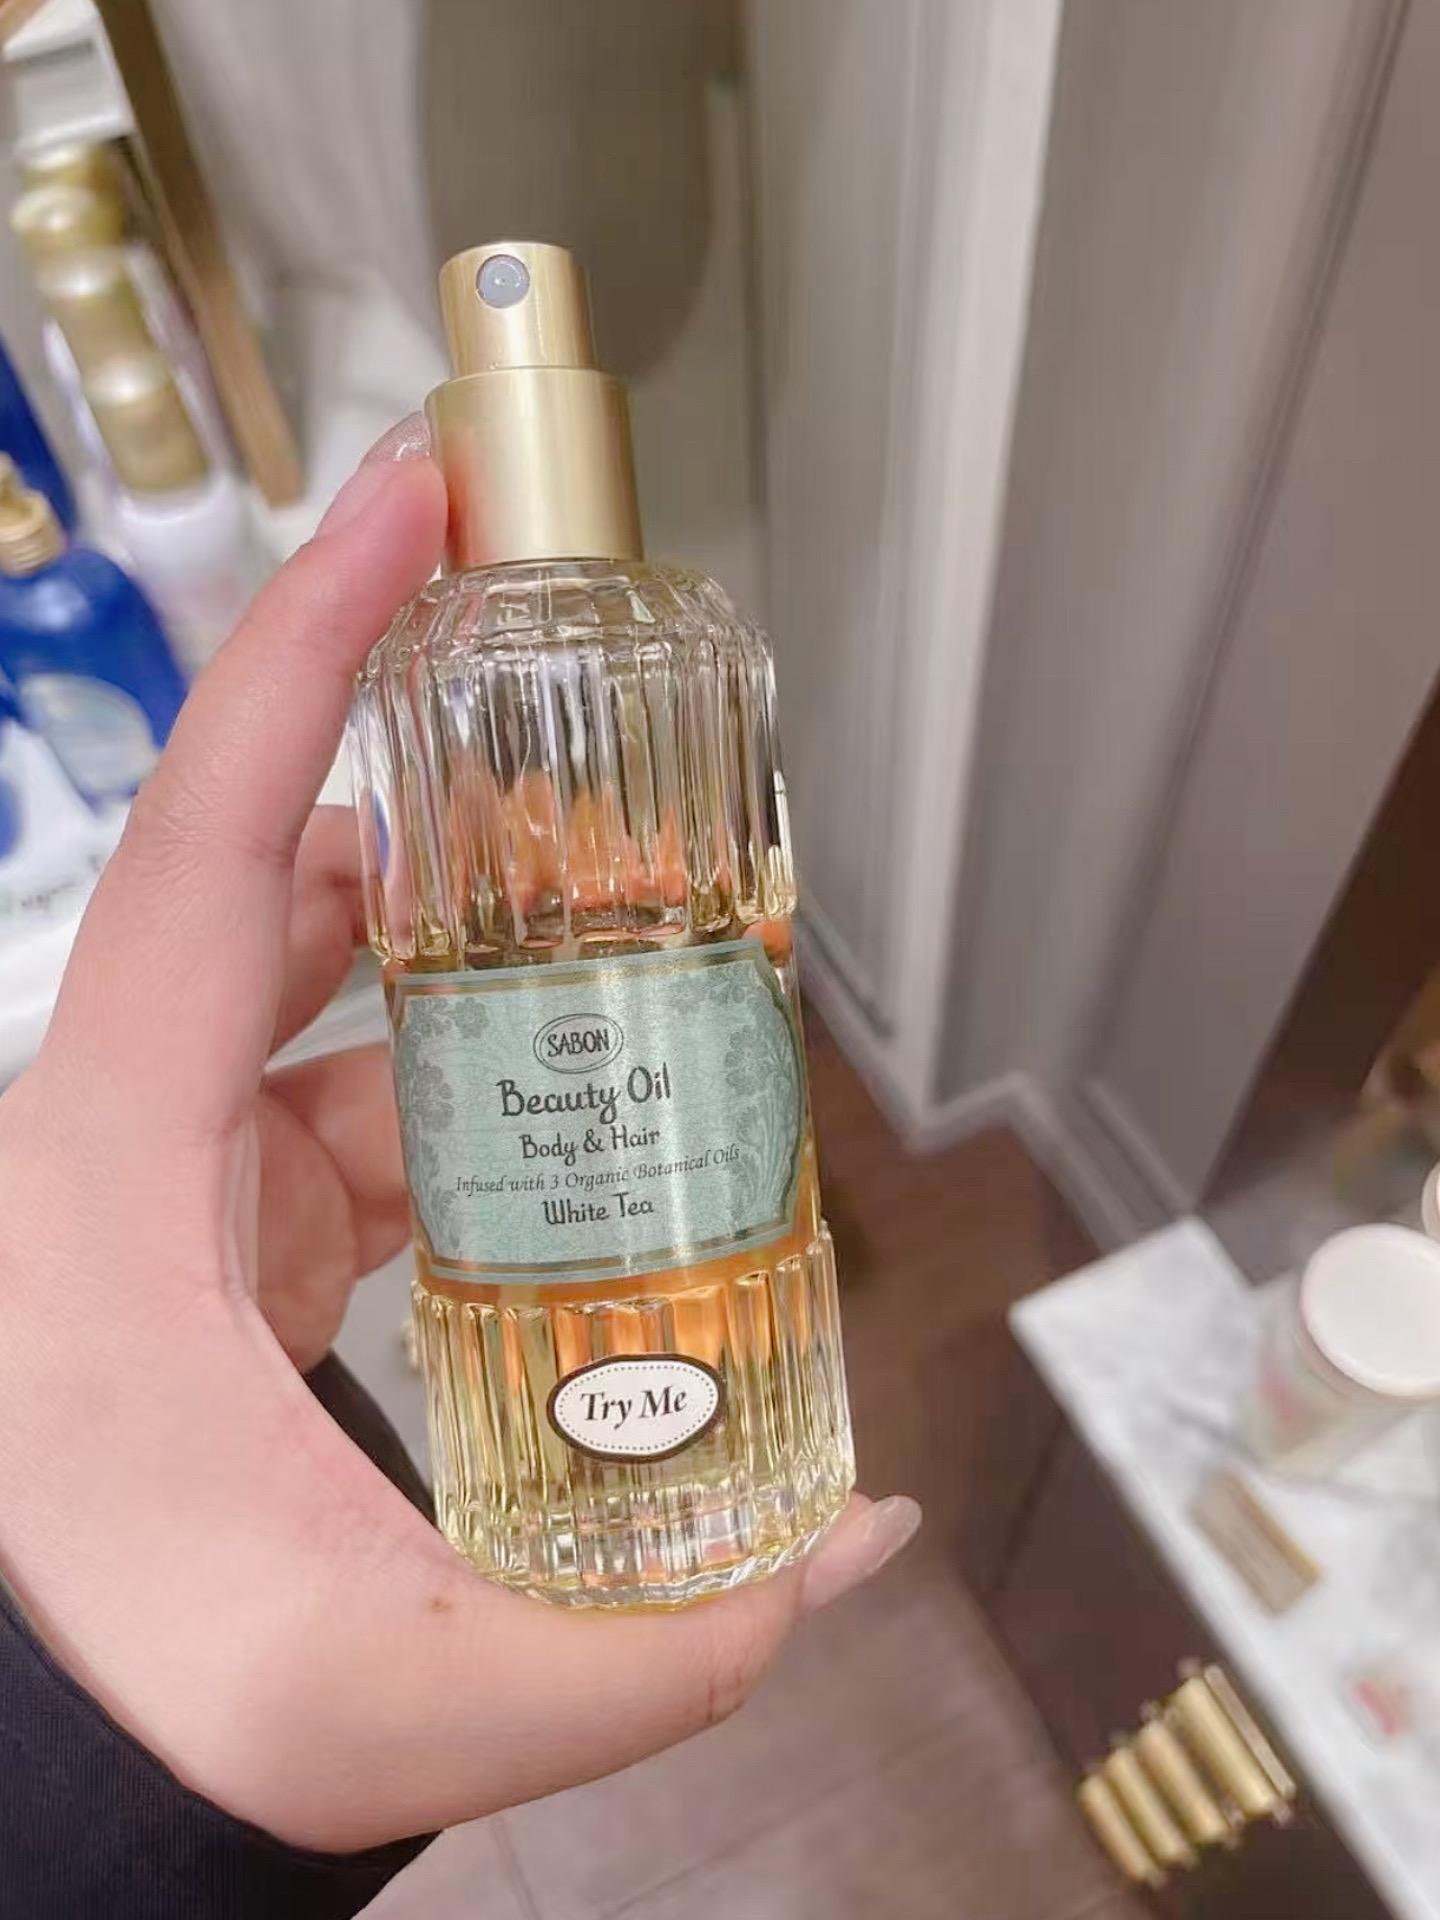 SABON
Beauty Oil
Body & Hair
Infused with 3 Organic Botanical Oils
White Tea
Try Me